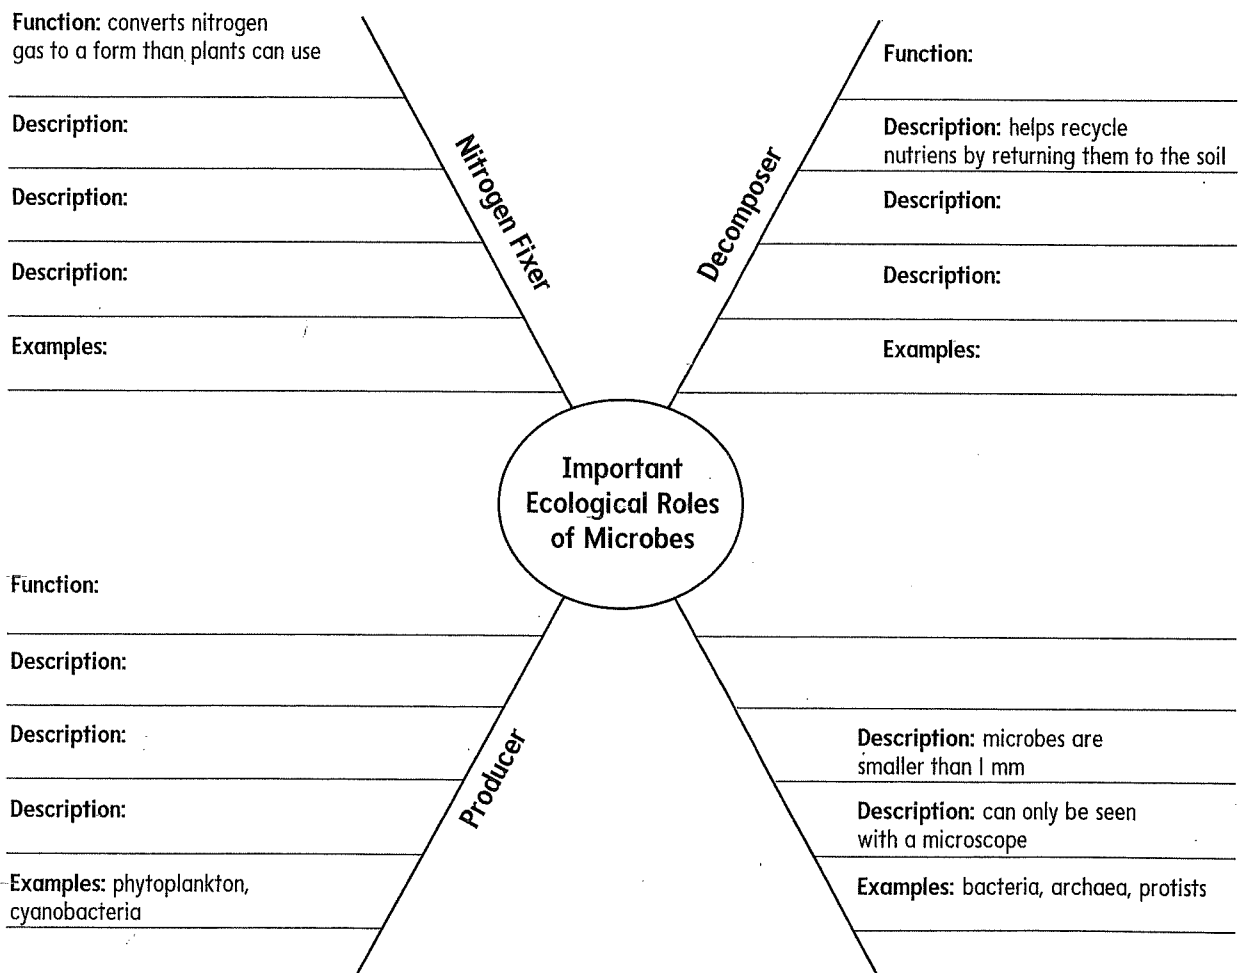 Function: converts nitrogen
gas to a form than plants can use
Description:
Description:
Description:
Examples:
Nitrogen Fixer
Function:
Description: helps recycle
nutriens by returning them to the soil
Description:
Description:
Examples:
Decomposer
Important
Ecological Roles
of Microbes
Function:
Description:
Description:
Description:
Examples: phytoplankton,
cyanobacteria
Producer
Description: microbes are
smaller than 1 mm
Description: can only be seen
with a microscope
Examples: bacteria, archaea, protists